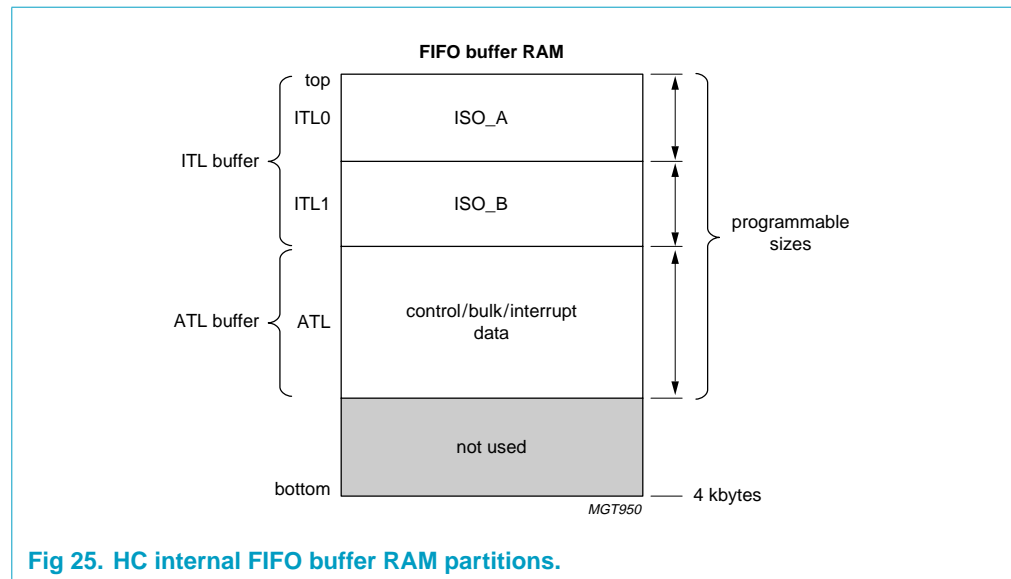 FIFO buffer RAM
top
ITL0
ISO_A
ITL buffer
ITL1
ISO_B
programmable
sizes
ATL buffer
ATL
control/bulk/interrupt
data
not used
bottom
4 kbytes
MGT950
Fig 25. HC internal FIFO buffer RAM partitions.